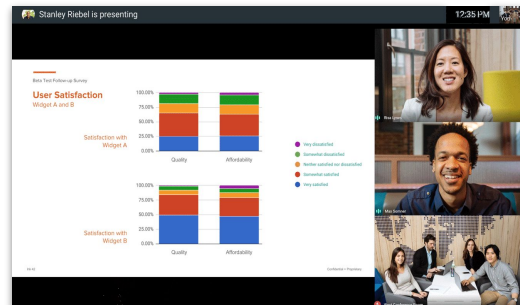 Stanley Riebel is presenting
12:35 PM
You
Beta Test Follow-up Survey
User Satisfaction
Widget A and B
Satisfaction with
Widget A
100.00%
75.00%
50.00%
25.00%
0.00%
Quality
Affordability
Very dissatisfied
Somewhat dissatisfied
Neither satisfied nor dissatisfied
Somewhat satisfied
Very satisfied
Satisfaction with
Widget B
100.00%
75.00%
50.00%
25.00%
0.00%
Quality
Affordability